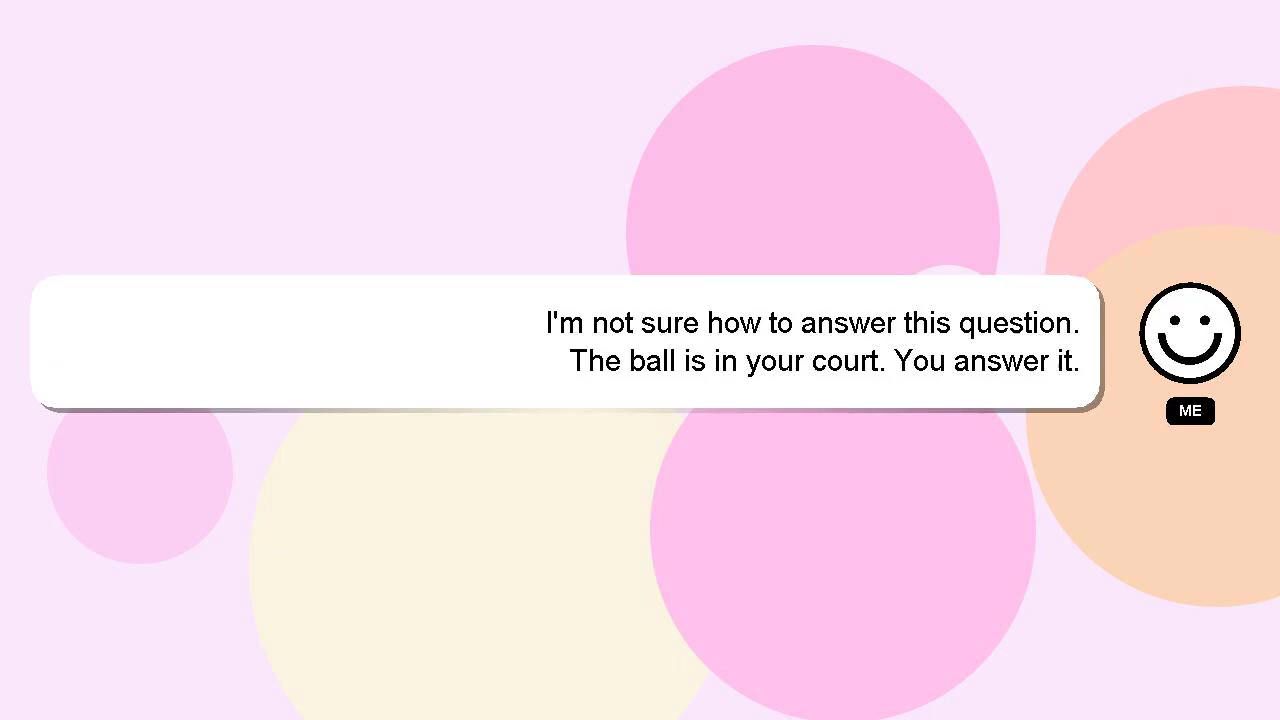 I'm not sure how to answer this question.
The ball is in your court. You answer it.
ME